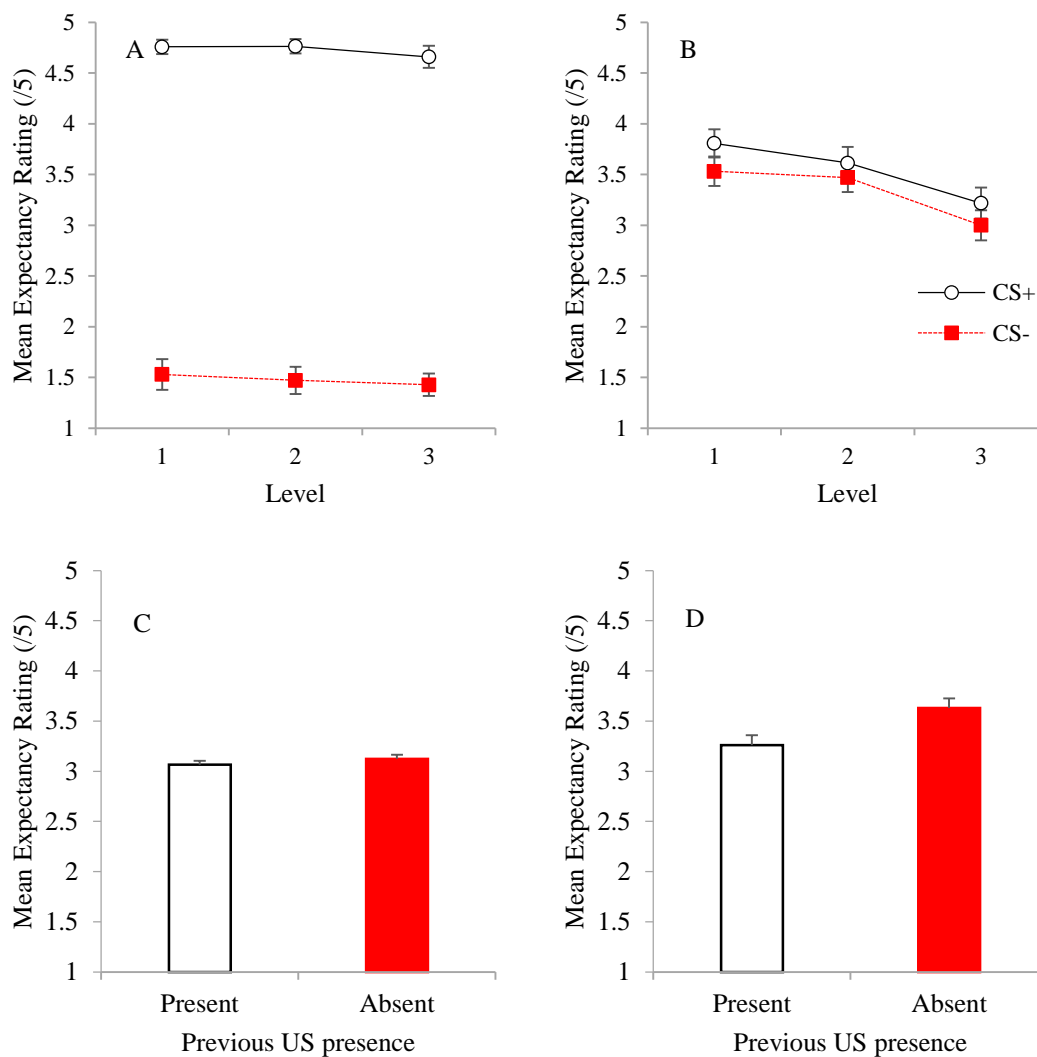 A
Mean Expectancy Rating (/5)
5
4.5
4
3.5
3
2.5
2
1.5
1
1 2 3
Level
B
Mean Expectancy Rating (/5)
5
4.5
4
3.5
3
2.5
2
1.5
1
CS+
CS-
1 2 3
Level
C
Mean Expectancy Rating (/5)
5
4.5
4
3.5
3
2.5
2
1.5
1
Present Absent
Previous US presence
D
Mean Expectancy Rating (/5)
5
4.5
4
3.5
3
2.5
2
1.5
1
Present Absent
Previous US presence